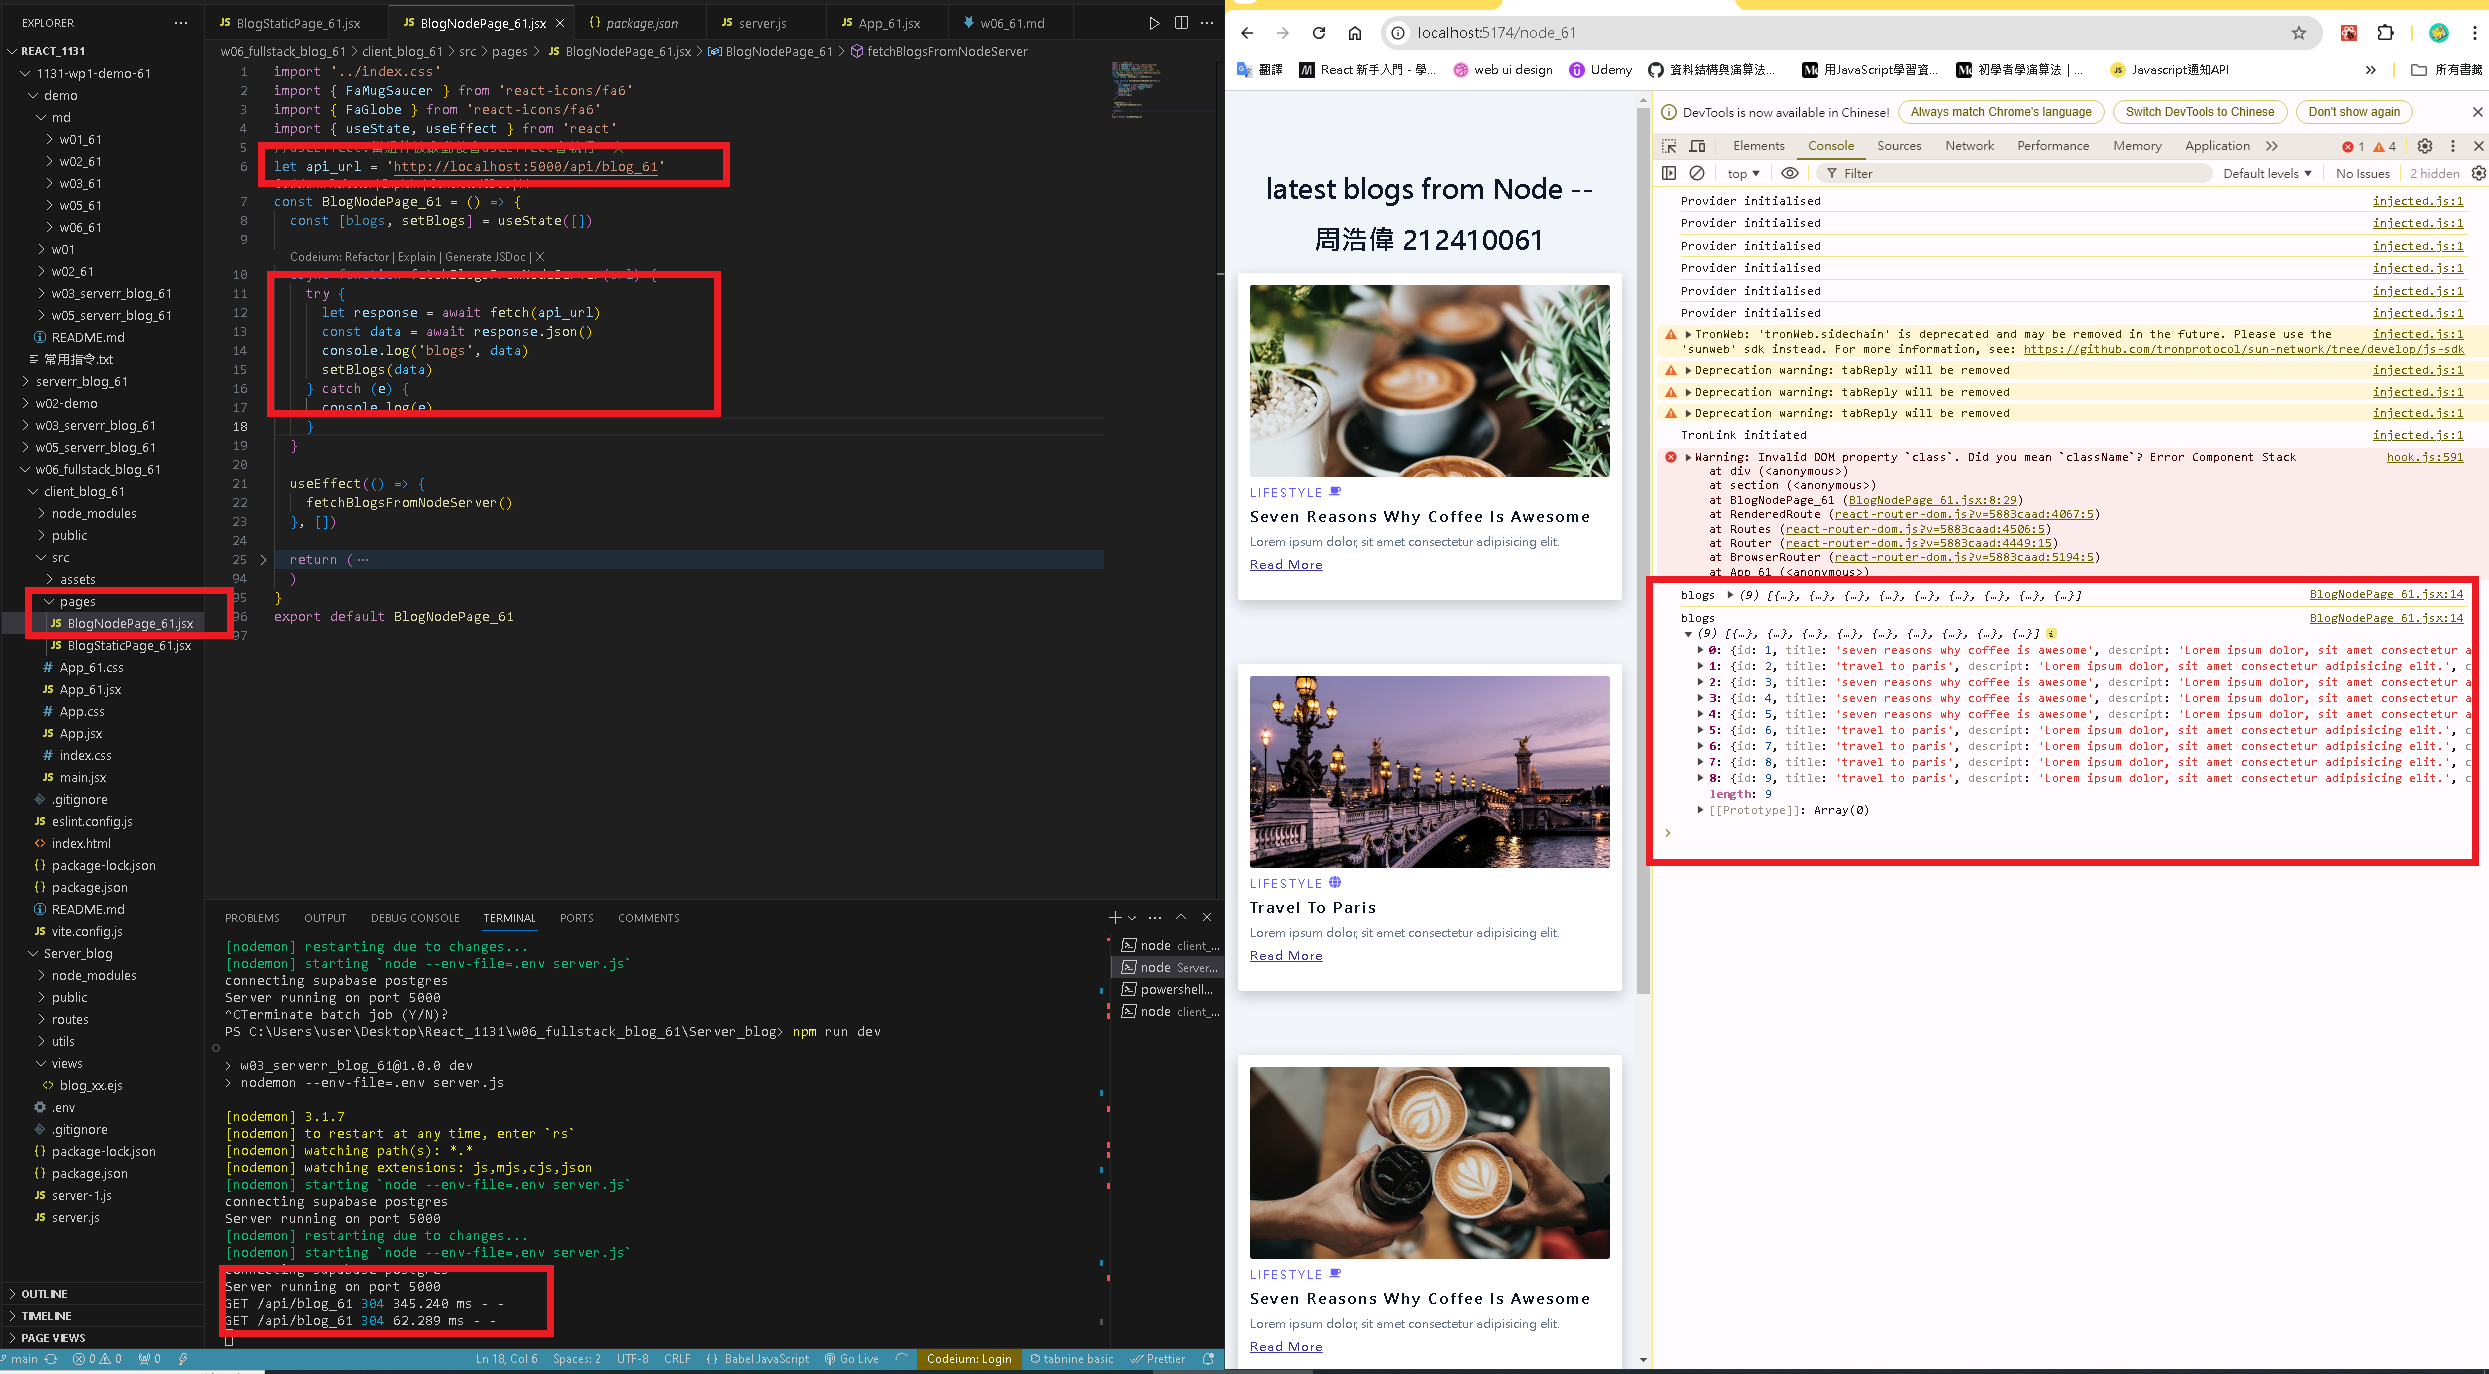 EXPLORER
REACT_1131
1131-wp1-demo-61
demo
md
w01_61
w02_61
w03_61
w05_61
w06_61
w01
w02_61
w03_serverr_blog_61
w05_serverr_blog_61
README.md
常用指令.txt
serverr_blog_61
w02-demo
w03_serverr_blog_61
w05_serverr_blog_61
w06_fullstack_blog_61
client_blog_61
node_modules
public
src
assets
pages
BlogNodePage_61.jsx
BlogStaticPage_61.jsx
App_61.css
App_61.jsx
App.css
App.jsx
index.css
main.jsx
.gitignore
eslint.config.js
index.html
package-lock.json
package.json
README.md
vite.config.js
Server_blog
node_modules
public
routes
utils
views
blog_xx.ejs
.env
.gitignore
package-lock.json
package.json
server-1.js
server.js
OUTLINE
TIMELINE
PAGE VIEWS
BlogStaticPage_61.jsx
BlogNodePage_61.jsx
package.json
server.js
App_61.jsx
w06_61.md
w06_fullstack_blog_61 > client_blog_61 > src > pages > BlogNodePage_61.jsx > BlogNodePage_61 > fetchBlogsFromNodeServer
1 import '../index.css'
2 import { FaMugSaucer } from 'react-icons/fa6'
3 import { FaGlobe } from 'react-icons/fa6'
4 import { useState, useEffect } from 'react'
5
6 let api_url = 'http://localhost:5000/api/blog_61'
7 const BlogNodePage_61 = () => {
8 const [blogs, setBlogs] = useState([])
9
Codeium: Refactor | Explain | Generate JSDoc | X
10 async function fetchBlogsFromNodeServer(url) {
11 try {
12 let response = await fetch(api_url)
13 const data = await response.json()
14 console.log('blogs', data)
15 setBlogs(data)
16 } catch (e) {
17 console.log(e)
18 }
19 }
20
21 useEffect(() => {
22 fetchBlogsFromNodeServer()
23 }, [])
24
25 return (…
94 )
95 }
96 export default BlogNodePage_61
97
PROBLEMS OUTPUT DEBUG CONSOLE TERMINAL PORTS COMMENTS
[nodemon] restarting due to changes...
[nodemon] starting `node --env-file=.env server.js`
connecting supabase postgres
Server running on port 5000
^CTerminate batch job (Y/N)?
PS C:\Users\user\Desktop\React_1131\w06_fullstack_blog_61\Server_blog> npm run dev
> w03_serverr_blog_61@1.0.0 dev
> nodemon --env-file=.env server.js
[nodemon] 3.1.7
[nodemon] to restart at any time, enter `rs`
[nodemon] watching path(s): *.*
[nodemon] watching extensions: js,mjs,cjs,json
[nodemon] starting `node --env-file=.env server.js`
connecting supabase postgres
Server running on port 5000
[nodemon] restarting due to changes...
[nodemon] starting `node --env-file=.env server.js`
connecting supabase postgres
Server running on port 5000
GET /api/blog_61 304 345.240 ms - -
GET /api/blog_61 304 62.289 ms - -
node client_...
node Server...
powershell...
node client_...
main 0 0 0 Ln 18, Col 6 Spaces: 2 UTF-8 CRLF {} Babel JavaScript Go Live Codeium: Login tabnine basic Prettier
localhost:5174/node_61
翻譯
React 新手入門 - 學...
web ui design
Udemy
資料結構與演算法...
用JavaScript學習資...
初學者學演算法 | ...
Javascript通知API
所有書籤
latest blogs from Node --
周浩偉 212410061
LIFESTYLE
Seven Reasons Why Coffee Is Awesome
Lorem ipsum dolor, sit amet consectetur adipisicing elit.
Read More
LIFESTYLE
Travel To Paris
Lorem ipsum dolor, sit amet consectetur adipisicing elit.
Read More
LIFESTYLE
Seven Reasons Why Coffee Is Awesome
Lorem ipsum dolor, sit amet consectetur adipisicing elit.
Read More
DevTools is now available in Chinese! Always match Chrome's language Switch DevTools to Chinese Don't show again
Elements Console Sources Network Performance Memory Application 1 4
top Filter Default levels No Issues 2 hidden
Provider initialised injected.js:1
Provider initialised injected.js:1
Provider initialised injected.js:1
Provider initialised injected.js:1
Provider initialised injected.js:1
Provider initialised injected.js:1
TronWeb: 'tronWeb.sidechain' is deprecated and may be removed in the future. Please use the injected.js:1
'sunweb' sdk instead. For more information, see: https://github.com/tronprotocol/sun-network/tree/develop/js-sdk
Deprecation warning: tabReply will be removed injected.js:1
Deprecation warning: tabReply will be removed injected.js:1
Deprecation warning: tabReply will be removed injected.js:1
TronLink initiated injected.js:1
Warning: Invalid DOM property `class`. Did you mean `className`? Error Component Stack hook.js:591
at div (<anonymous>)
at section (<anonymous>)
at BlogNodePage_61 (BlogNodePage_61.jsx:8:29)
at RenderedRoute (react-router-dom.js?v=5883caad:4067:5)
at Routes (react-router-dom.js?v=5883caad:4506:5)
at Router (react-router-dom.js?v=5883caad:4449:15)
at BrowserRouter (react-router-dom.js?v=5883caad:5194:5)
at App_61 (<anonymous>)
blogs (9) [{…}, {…}, {…}, {…}, {…}, {…}, {…}, {…}, {…}] BlogNodePage_61.jsx:14
blogs BlogNodePage_61.jsx:14
(9) [{…}, {…}, {…}, {…}, {…}, {…}, {…}, {…}, {…}]
0: {id: 1, title: 'seven reasons why coffee is awesome', descript: 'Lorem ipsum dolor, sit amet consectetur a
1: {id: 2, title: 'travel to paris', descript: 'Lorem ipsum dolor, sit amet consectetur adipisicing elit.', c
2: {id: 3, title: 'seven reasons why coffee is awesome', descript: 'Lorem ipsum dolor, sit amet consectetur a
3: {id: 4, title: 'seven reasons why coffee is awesome', descript: 'Lorem ipsum dolor, sit amet consectetur a
4: {id: 5, title: 'seven reasons why coffee is awesome', descript: 'Lorem ipsum dolor, sit amet consectetur a
5: {id: 6, title: 'travel to paris', descript: 'Lorem ipsum dolor, sit amet consectetur adipisicing elit.', c
6: {id: 7, title: 'travel to paris', descript: 'Lorem ipsum dolor, sit amet consectetur adipisicing elit.', c
7: {id: 8, title: 'travel to paris', descript: 'Lorem ipsum dolor, sit amet consectetur adipisicing elit.', c
8: {id: 9, title: 'travel to paris', descript: 'Lorem ipsum dolor, sit amet consectetur adipisicing elit.', c
length: 9
[[Prototype]]: Array(0)